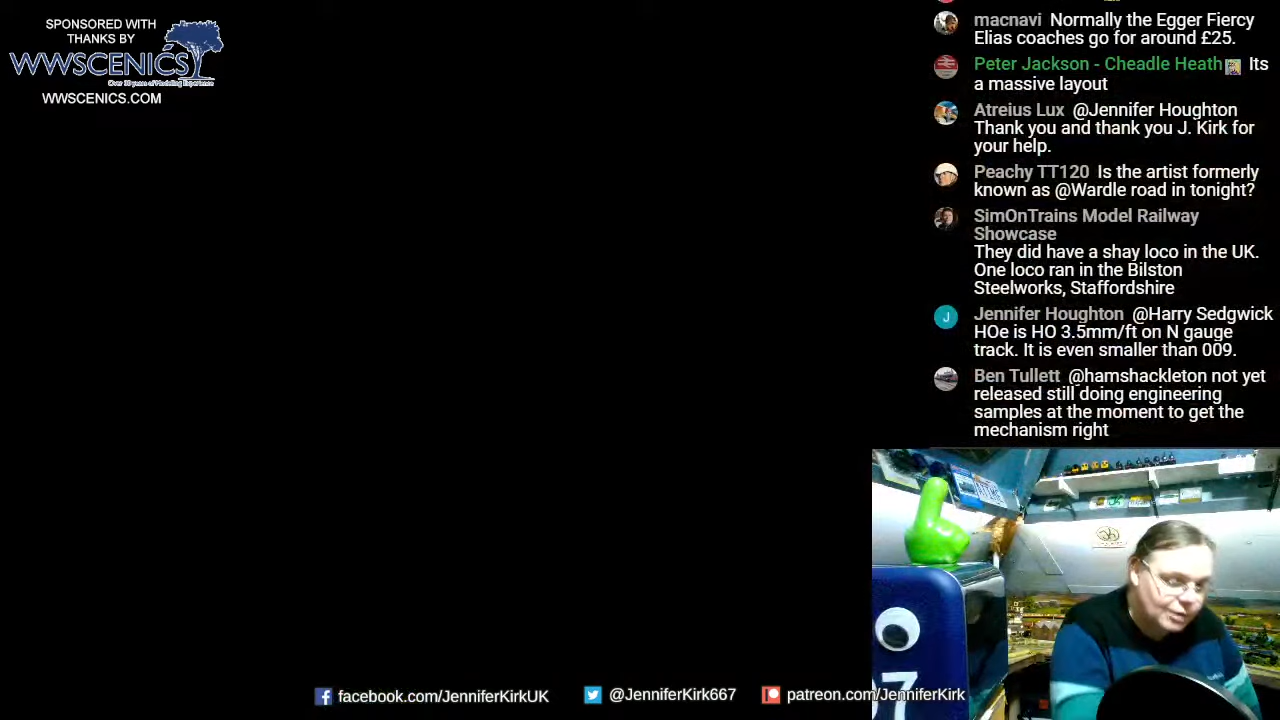 SPONSORED WITH
THANKS BY
WWSCENICS
WWSCENICS.COM
macnavi Normally the Egger Fiercy
Elias coaches go for around £25.
Peter Jackson - Cheadle Heath Its
a massive layout
Atreius Lux @Jennifer Houghton
Thank you and thank you J. Kirk for
your help.
Peachy TT120 Is the artist formerly
known as @Wardle road in tonight?
SimOnTrains Model Railway
Showcase
They did have a shay loco in the UK.
One loco ran in the Bilston
Steelworks, Staffordshire
J
Jennifer Houghton @Harry Sedgwick
HOe is HO 3.5mm/ft on N gauge
track. It is even smaller than 009.
Ben Tullett @hamshackleton not yet
released still doing engineering
samples at the moment to get the
mechanism right
facebook.com/JenniferKirkUK
@JenniferKirk667
patreon.com/JenniferKirk